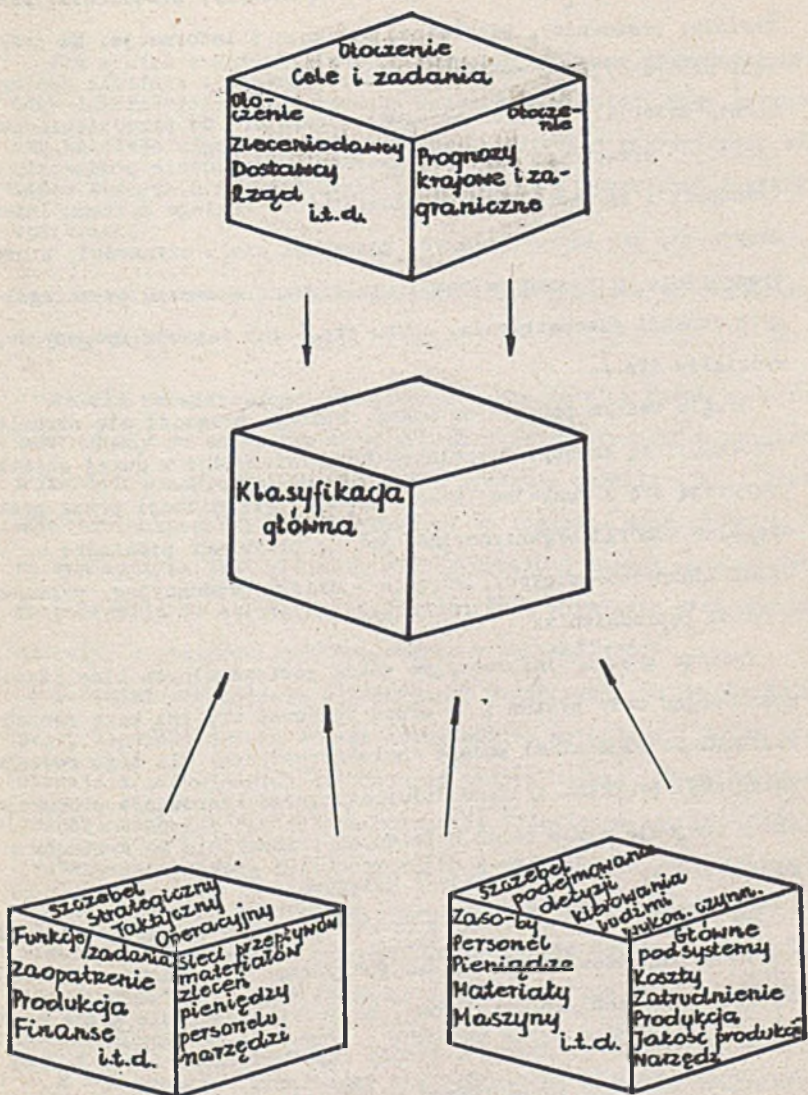 Otoczenie
Cele i zadania
Oto-
czenie
Zleceniodawcy
Dostawcy
Rząd
i.t.d.
Otocze-
nie
Prognozy
krajowe i za-
graniczne
Klasyfikacja
główna
Szczebel
strategiczny
Taktyczny
Operacyjny
Funkcje/zadania
Zaopatrzenie
Produkcja
Finanse
i.t.d.
Sieci przepływów
materiałów
zleceń
pieniędzy
personelu
narzędzi
Szczebel
podejmowania
decyzji
kierowania
ludźmi
wykon. czynn.
Zaso-by
Personel
Pieniądze
Materiały
Maszyny
i.t.d.
Główne
podsystemy
Koszty
Zatrudnienie
Produkcja
Jakość produkcji
Narzędzi